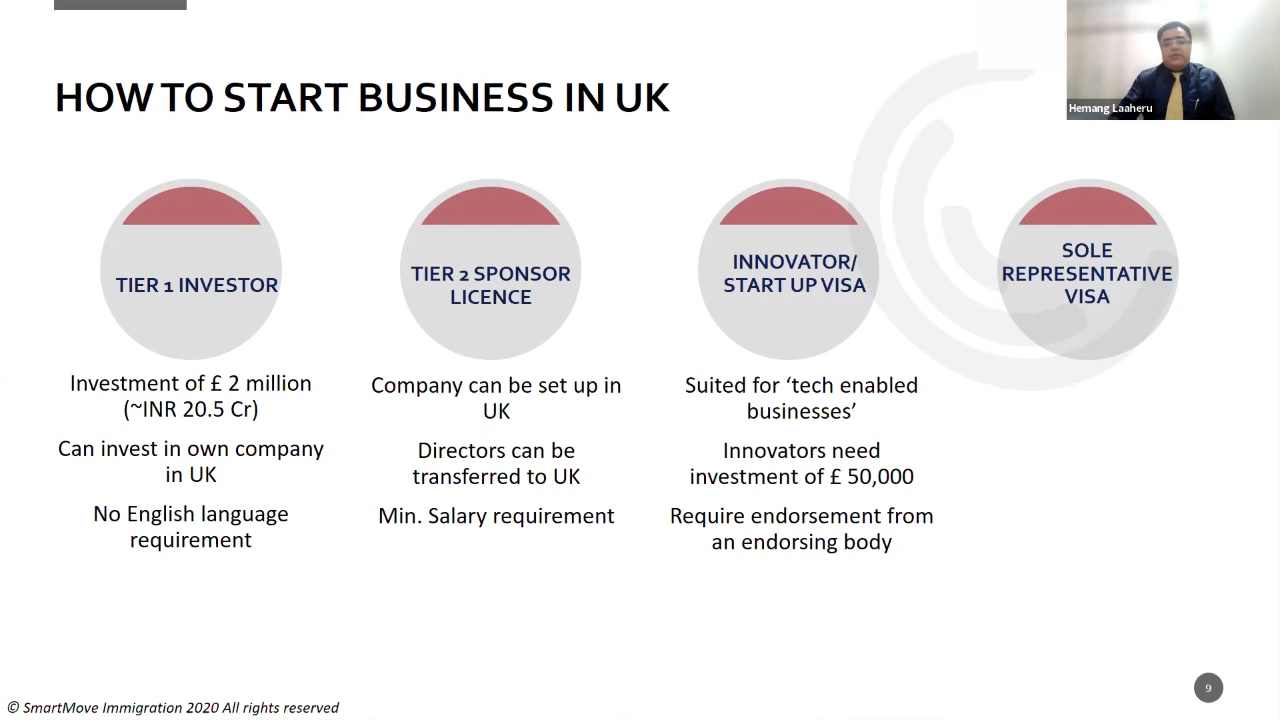 HOW TO START BUSINESS IN UK
Hemang Laaheru
TIER 1 INVESTOR
Investment of £ 2 million
(~INR 20.5 Cr)
Can invest in own company
in UK
No English language
requirement
TIER 2 SPONSOR
LICENCE
Company can be set up in
UK
Directors can be
transferred to UK
Min. Salary requirement
INNOVATOR/
START UP VISA
Suited for ‘tech enabled
businesses’
Innovators need
investment of £ 50,000
Require endorsement from
an endorsing body
SOLE
REPRESENTATIVE
VISA
© SmartMove Immigration 2020 All rights reserved
9